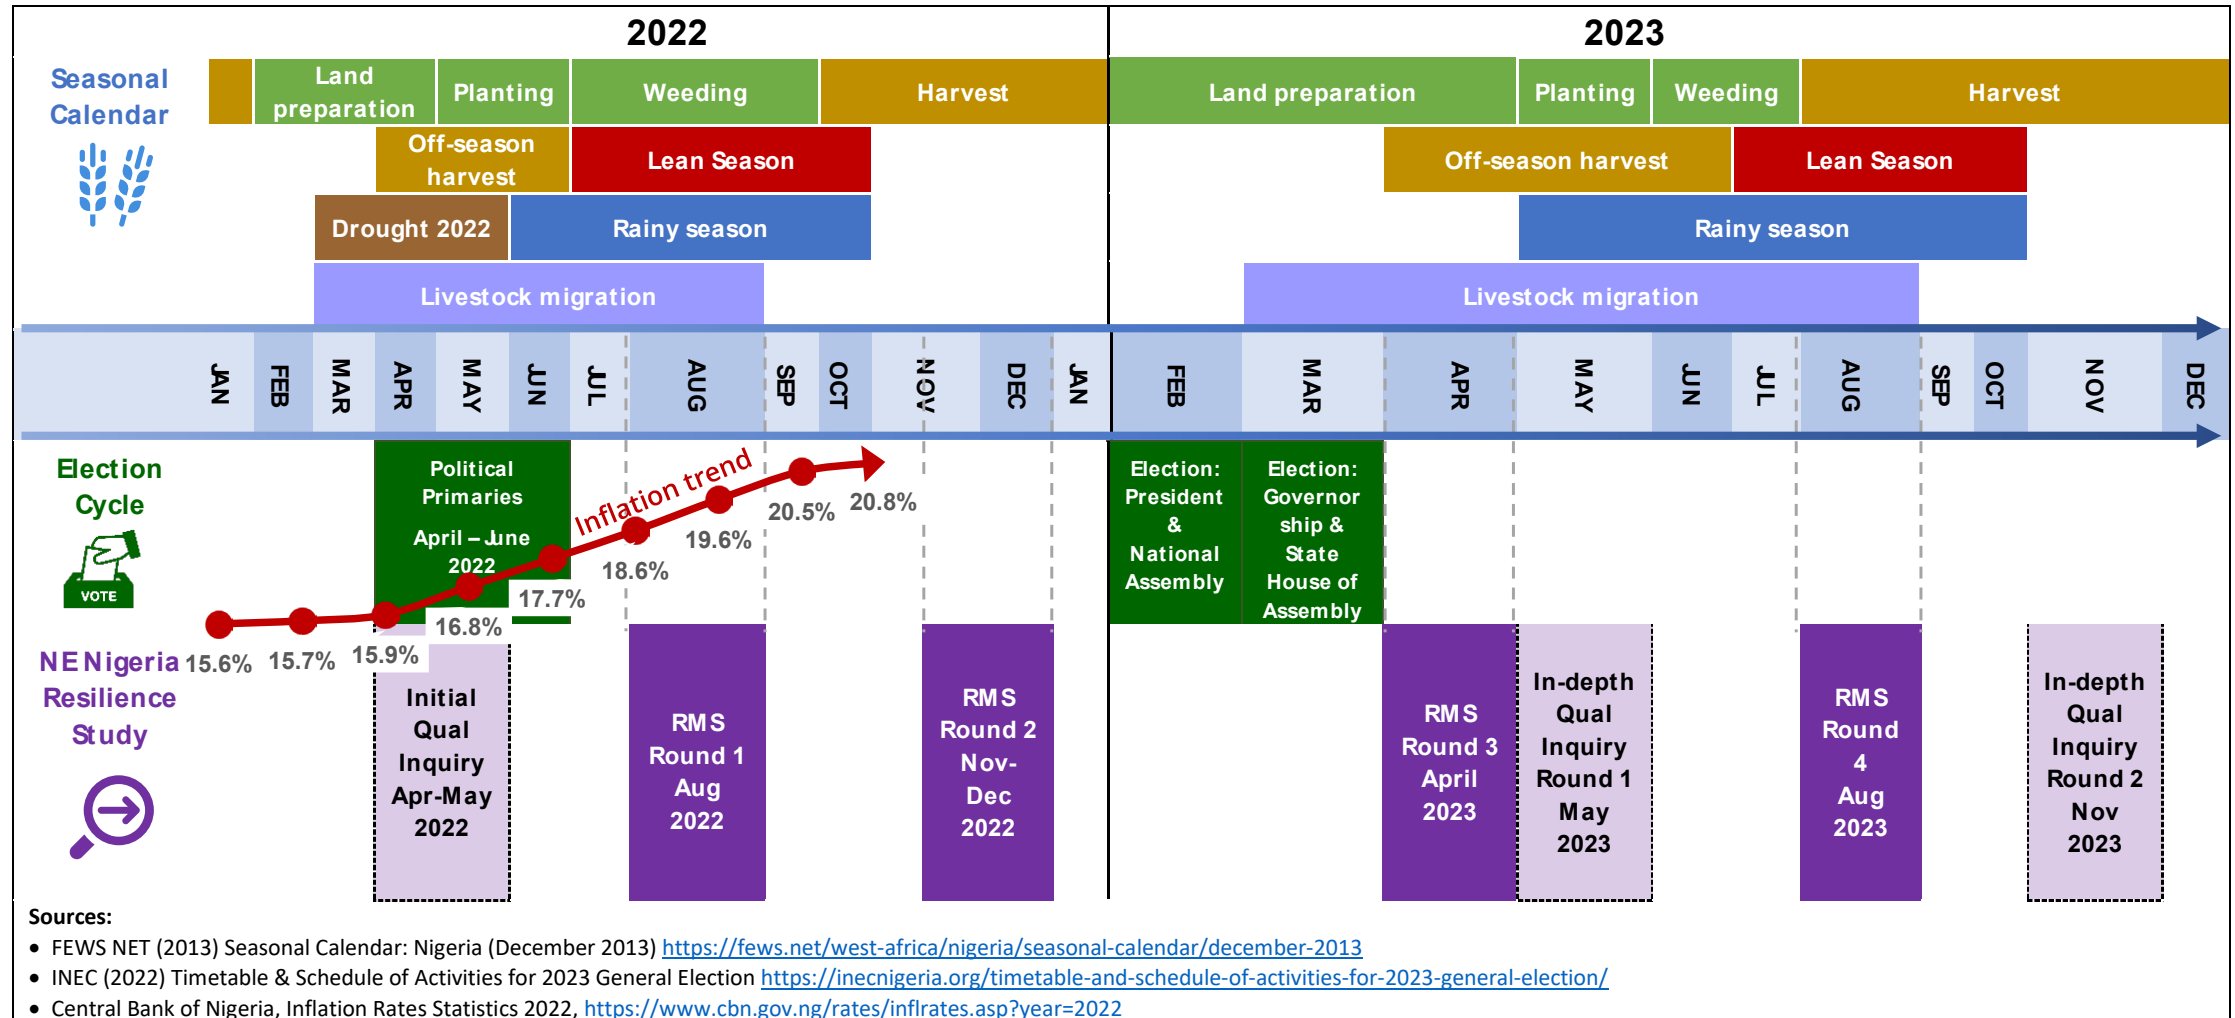 2022
2023
Seasonal
Calendar
Land
preparation
Planting
Weeding
Harvest
Land preparation
Planting
Weeding
Harvest
Off-season
harvest
Lean Season
Off-season harvest
Lean Season
Drought 2022
Rainy season
Rainy season
Livestock migration
Livestock migration
JAN
FEB
MAR
APR
MAY
JUN
JUL
AUG
SEP
OCT
NOV
DEC
JAN
FEB
MAR
APR
MAY
JUN
JUL
AUG
SEP
OCT
NOV
DEC
Election
Cycle
VOTE
Political
Primaries
April – June
2022
Inflation trend
15.6%
15.7%
15.9%
16.8%
17.7%
18.6%
19.6%
20.5%
20.8%
Election:
President
&
National
Assembly
Election:
Governor
ship &
State
House of
Assembly
NE Nigeria
Resilience
Study
Initial
Qual
Inquiry
Apr-May
2022
RMS
Round 1
Aug
2022
RMS
Round 2
Nov-
Dec
2022
RMS
Round 3
April
2023
In-depth
Qual
Inquiry
Round 1
May
2023
RMS
Round
4
Aug
2023
In-depth
Qual
Inquiry
Round 2
Nov
2023
Sources:
• FEWS NET (2013) Seasonal Calendar: Nigeria (December 2013) https://fews.net/west-africa/nigeria/seasonal-calendar/december-2013
• INEC (2022) Timetable & Schedule of Activities for 2023 General Election https://inecnigeria.org/timetable-and-schedule-of-activities-for-2023-general-election/
• Central Bank of Nigeria, Inflation Rates Statistics 2022, https://www.cbn.gov.ng/rates/inflrates.asp?year=2022